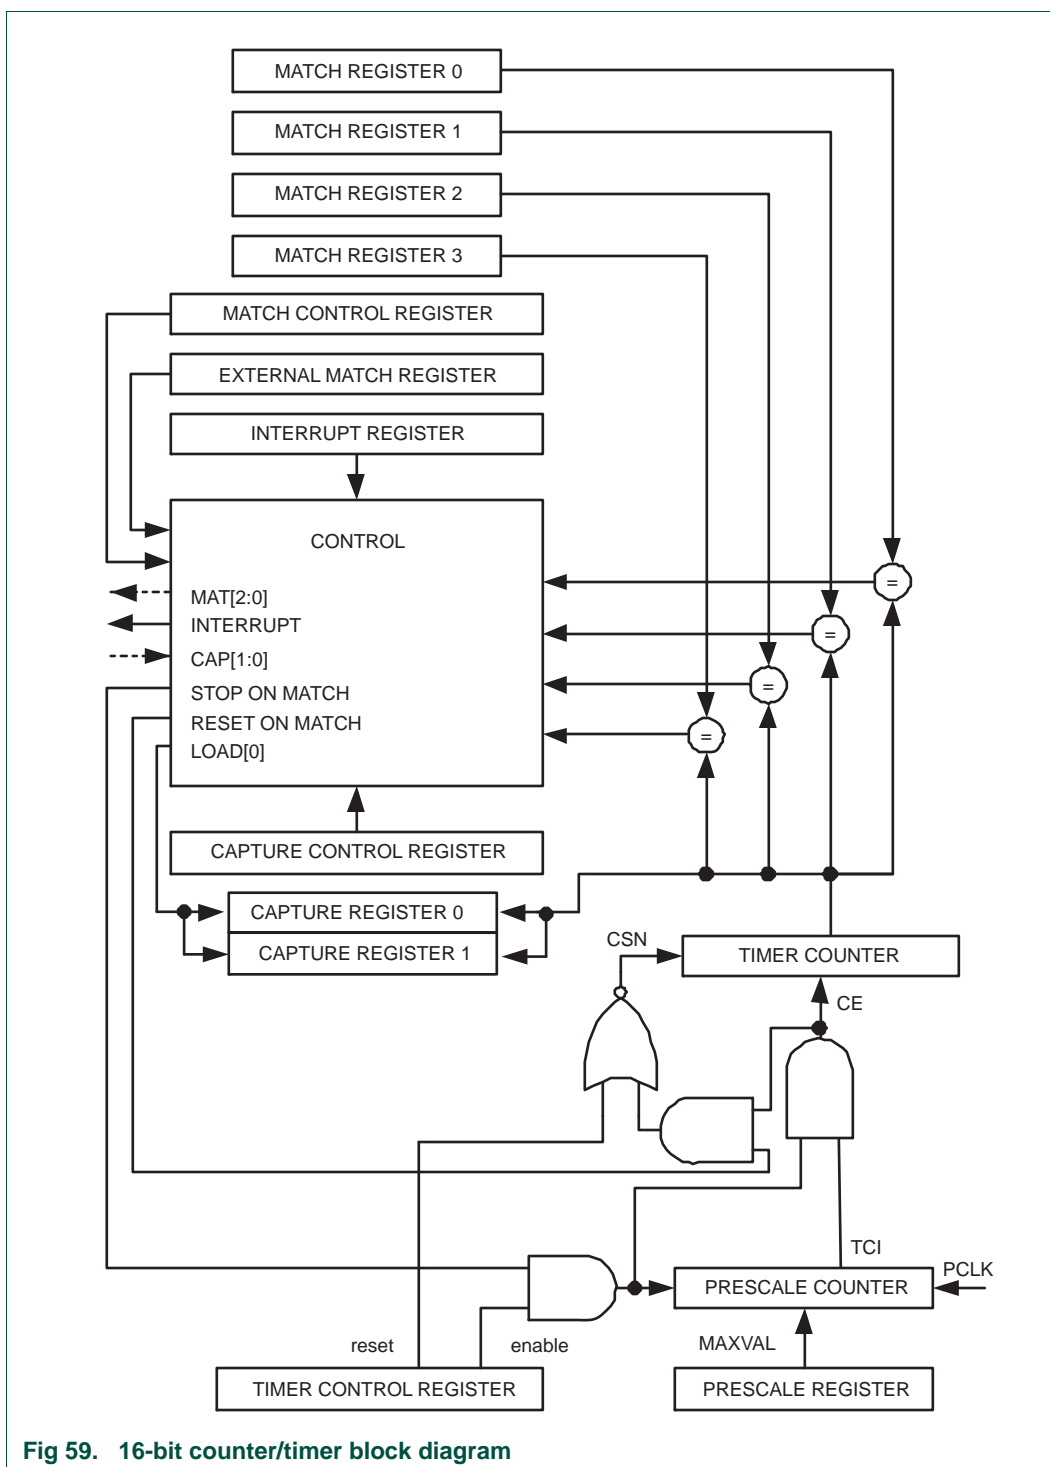 MATCH REGISTER 0
MATCH REGISTER 1
MATCH REGISTER 2
MATCH REGISTER 3
MATCH CONTROL REGISTER
EXTERNAL MATCH REGISTER
INTERRUPT REGISTER
CONTROL
=
MAT[2:0]
INTERRUPT
=
CAP[1:0]
STOP ON MATCH
=
RESET ON MATCH
=
LOAD[0]
CAPTURE CONTROL REGISTER
CAPTURE REGISTER 0
CAPTURE REGISTER 1
CSN
TIMER COUNTER
CE
TCI
PCLK
PRESCALE COUNTER
reset
enable
MAXVAL
TIMER CONTROL REGISTER
PRESCALE REGISTER
Fig 59. 16-bit counter/timer block diagram